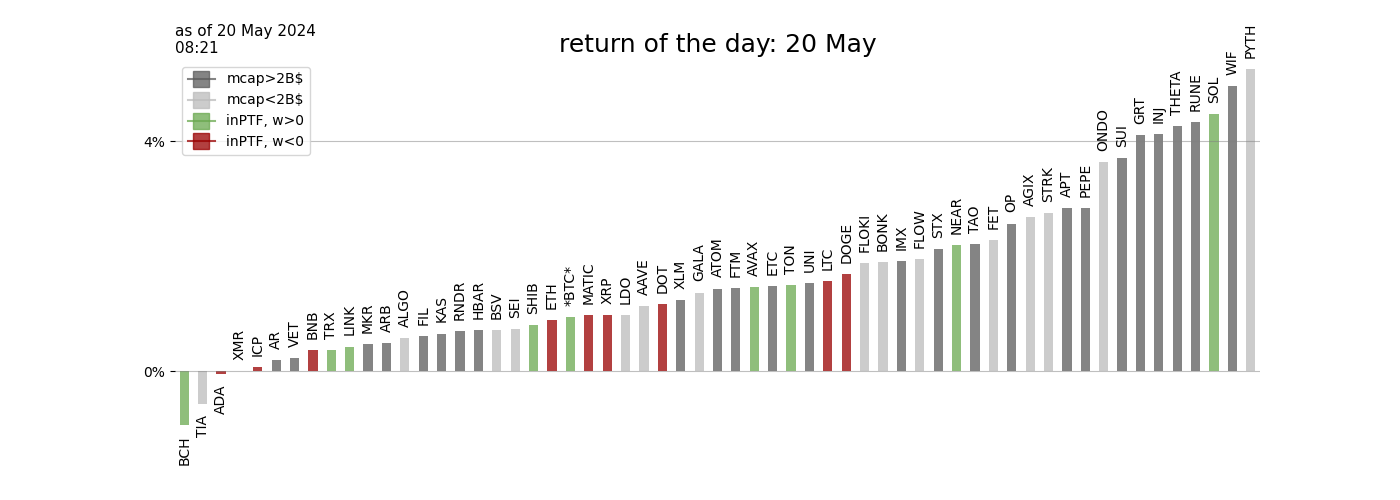 as of 20 May 2024
08:21
return of the day: 20 May
mcap>2B$
mcap<2B$
inPTF, w>0
inPTF, w<0
4%
0%
BCH
TIA
ADA
XMR
ICP
AR
VET
BNB
TRX
LINK
MKR
ARB
ALGO
FIL
KAS
RNDR
HBAR
BSV
SEI
SHIB
ETH
*BTC*
MATIC
XRP
LDO
AAVE
DOT
XLM
GALA
ATOM
FTM
AVAX
ETC
TON
UNI
LTC
DOGE
FLOKI
BONK
IMX
FLOW
STX
NEAR
TAO
FET
OP
AGIX
STRK
APT
PEPE
ONDO
SUI
GRT
INJ
THETA
RUNE
SOL
WIF
PYTH